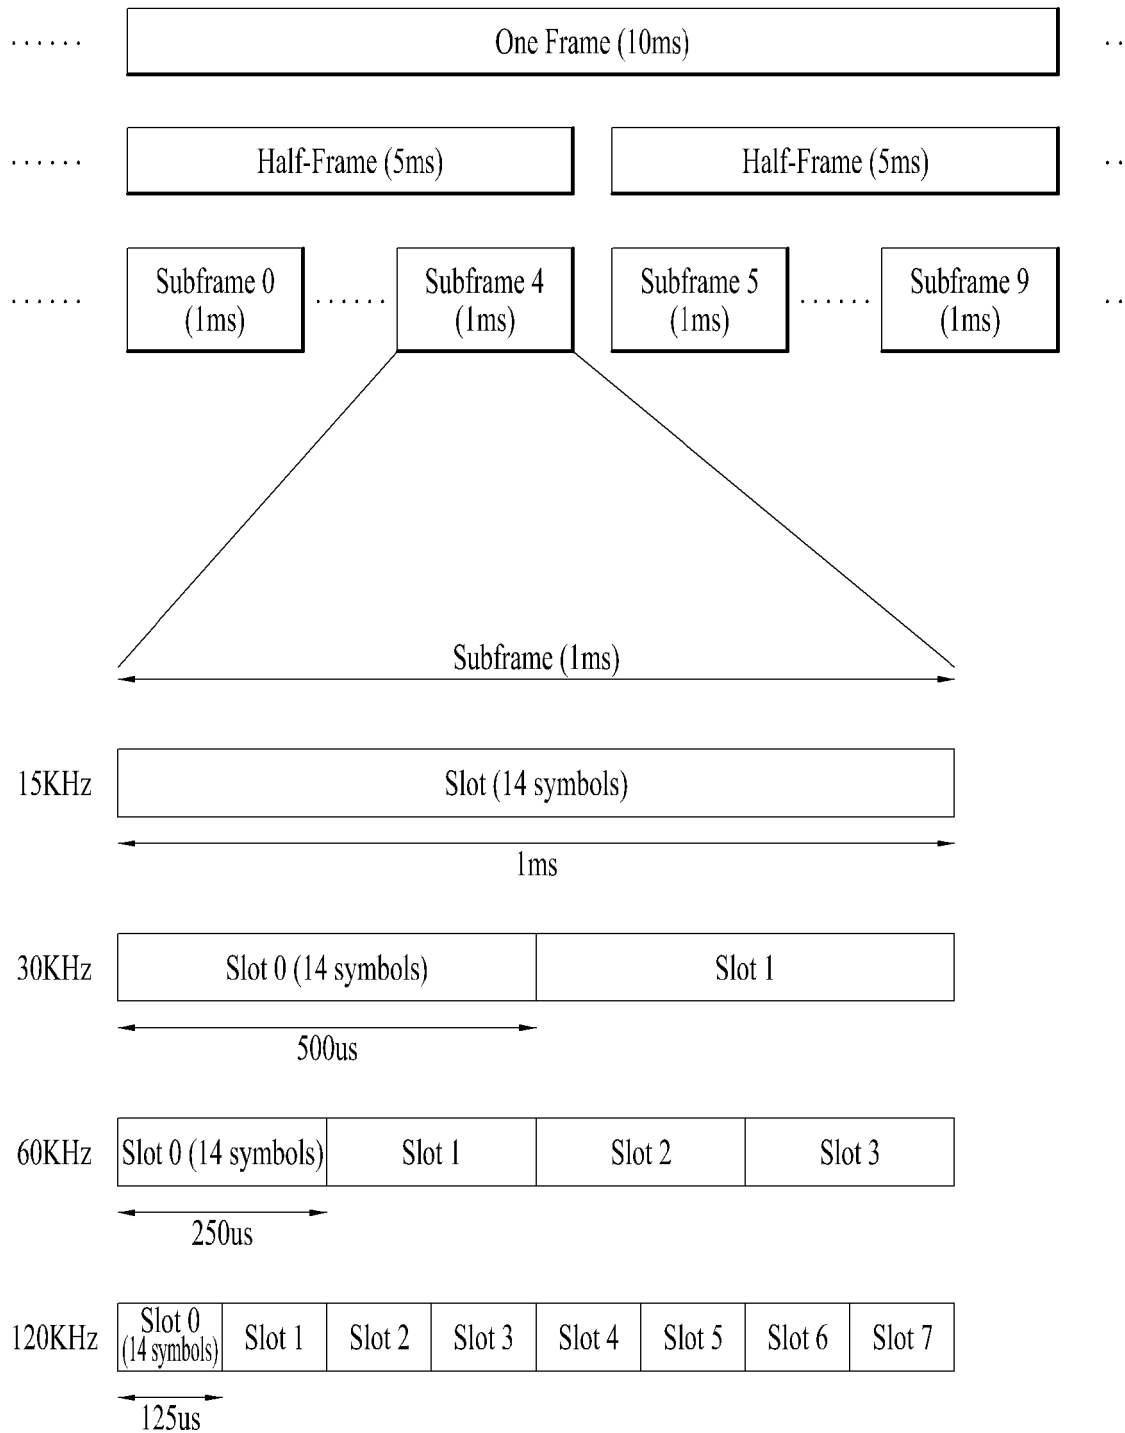 ...... One Frame (10ms) ..
...... Half-Frame (5ms) Half-Frame (5ms) ..
Subframe 0 Subframe 4 Subframe 5 Subframe 9
...... (1ms) ...... (1ms) (1ms) ...... (1ms) ..
Subframe (1ms)
15KHz Slot (14 symbols)
1ms
30KHz Slot 0 (14 symbols) Slot 1
500us
60KHz Slot 0 (14 symbols) Slot 1 Slot 2 Slot 3
250us
120KHz Slot 0 (14 symbols) Slot 1 Slot 2 Slot 3 Slot 4 Slot 5 Slot 6 Slot 7
125us